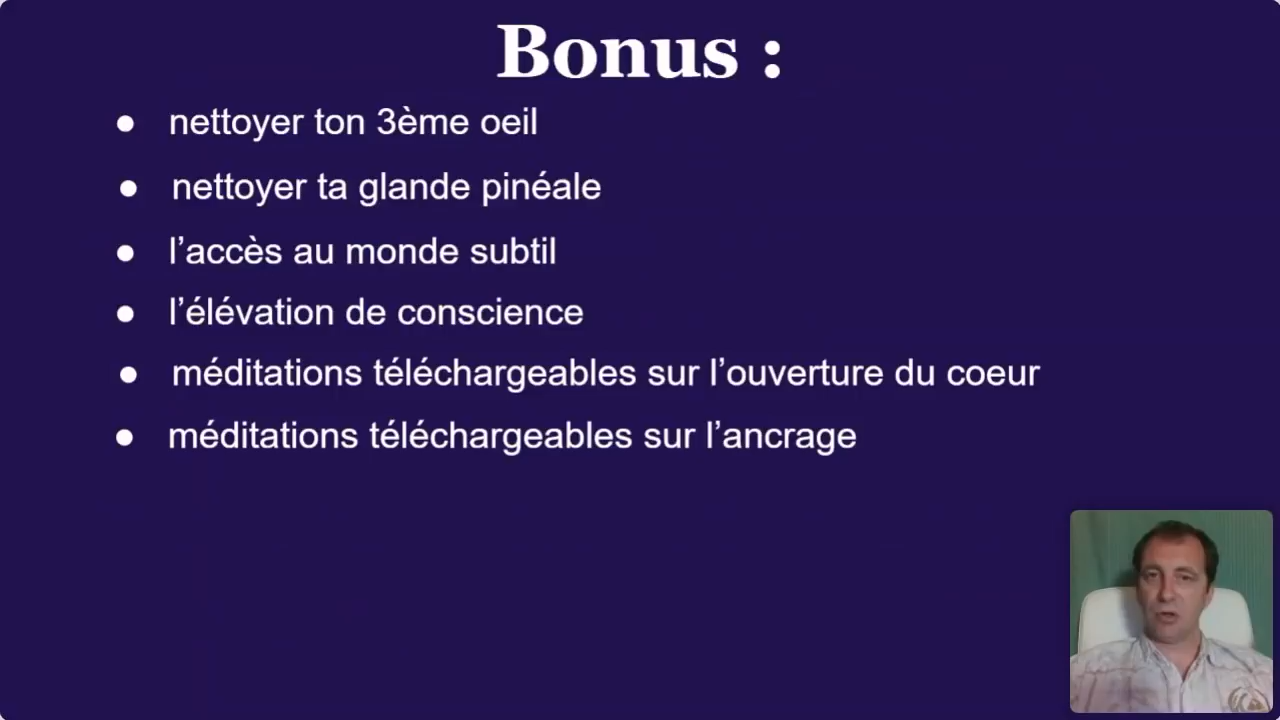 Bonus :
● nettoyer ton 3ème oeil
● nettoyer ta glande pinéale
● l’accès au monde subtil
● l’élévation de conscience
● méditations téléchargeables sur l’ouverture du coeur
● méditations téléchargeables sur l’ancrage